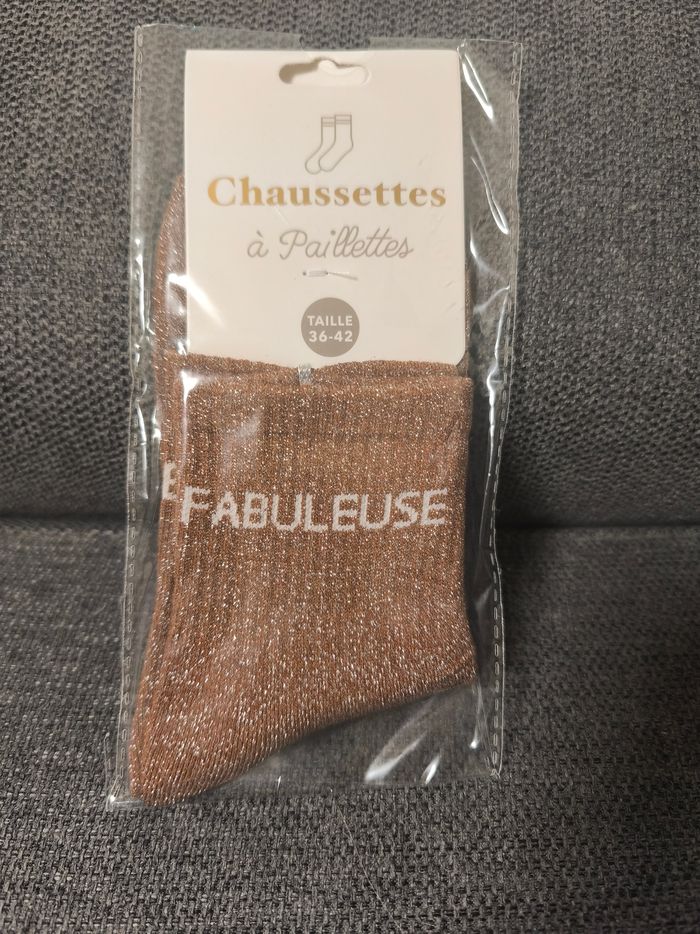 Chaussettes
à Paillettes
TAILLE
36-42
FABULEUSE